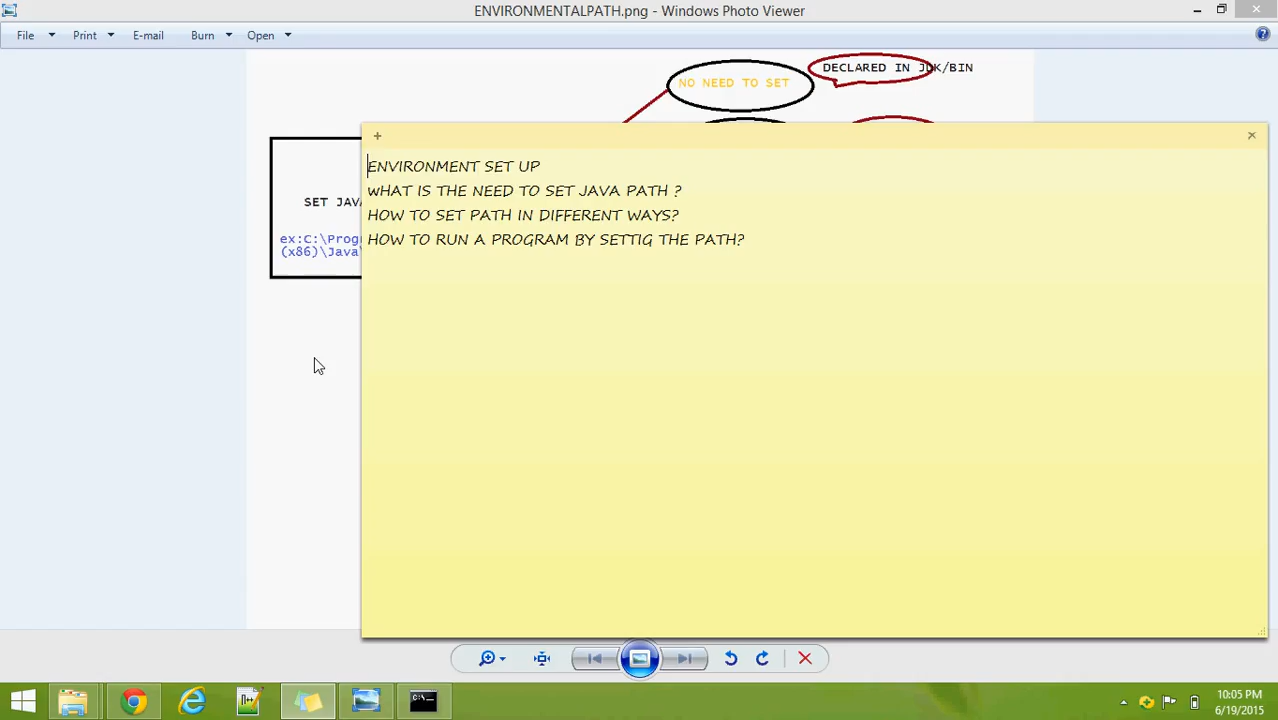 ENVIRONMENTALPATH.png - Windows Photo Viewer
File Print E-mail Burn Open
NO NEED TO SET
DECLARED IN JDK/BIN
ENVIRONMENT SET UP
wHAT IS THE NEED TO SET JAVA PATH ?
HOW TO SET PATH IN DIFFERENT WAYS?
HOW TO RUN A PROGRAM BY SETTIG THE PATH?
SET JAVA
ex:C:\Prog
(x86)\Java\
10:05 PM
6/19/2015